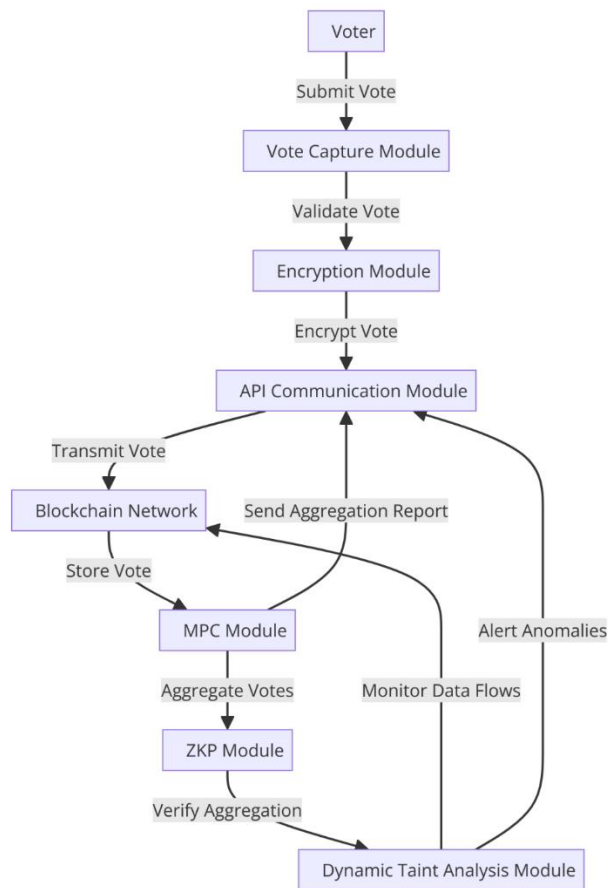 Voter
Submit Vote
Vote Capture Module
Validate Vote
Encryption Module
Encrypt Vote
API Communication Module
Transmit Vote
Blockchain Network
Send Aggregation Report
Store Vote
MPC Module
Alert Anomalies
Aggregate Votes
Monitor Data Flows
ZKP Module
Verify Aggregation
Dynamic Taint Analysis Module